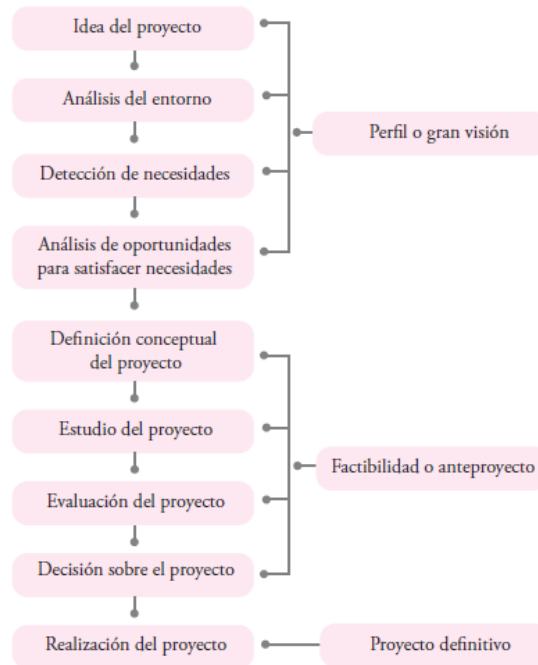 Idea del proyecto
Análisis del entorno
Detección de necesidades
Análisis de oportunidades
para satisfacer necesidades
Perfil o gran visión
Definición conceptual
del proyecto
Estudio del proyecto
Evaluación del proyecto
Decisión sobre el proyecto
Factibilidad o anteproyecto
Realización del proyecto
Proyecto definitivo